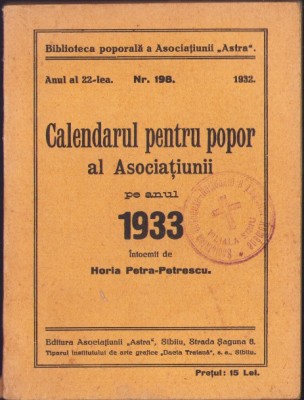 Biblioteca poporală a Asociațiunii „Astra".
Anul al 22-lea. Nr. 198. 1932.
Calendarul pentru popor
al Asociațiunii
pe anul
1933
Întocmit de
Horia Petra-Petrescu.
Editura Asociațiunii „Astra", Sibiiu, Strada Șaguna 6.
Tiparul institutului de arte grafice „Dacia Traiană", s. a., Sibiiu.
Prețul: 15 Lei.